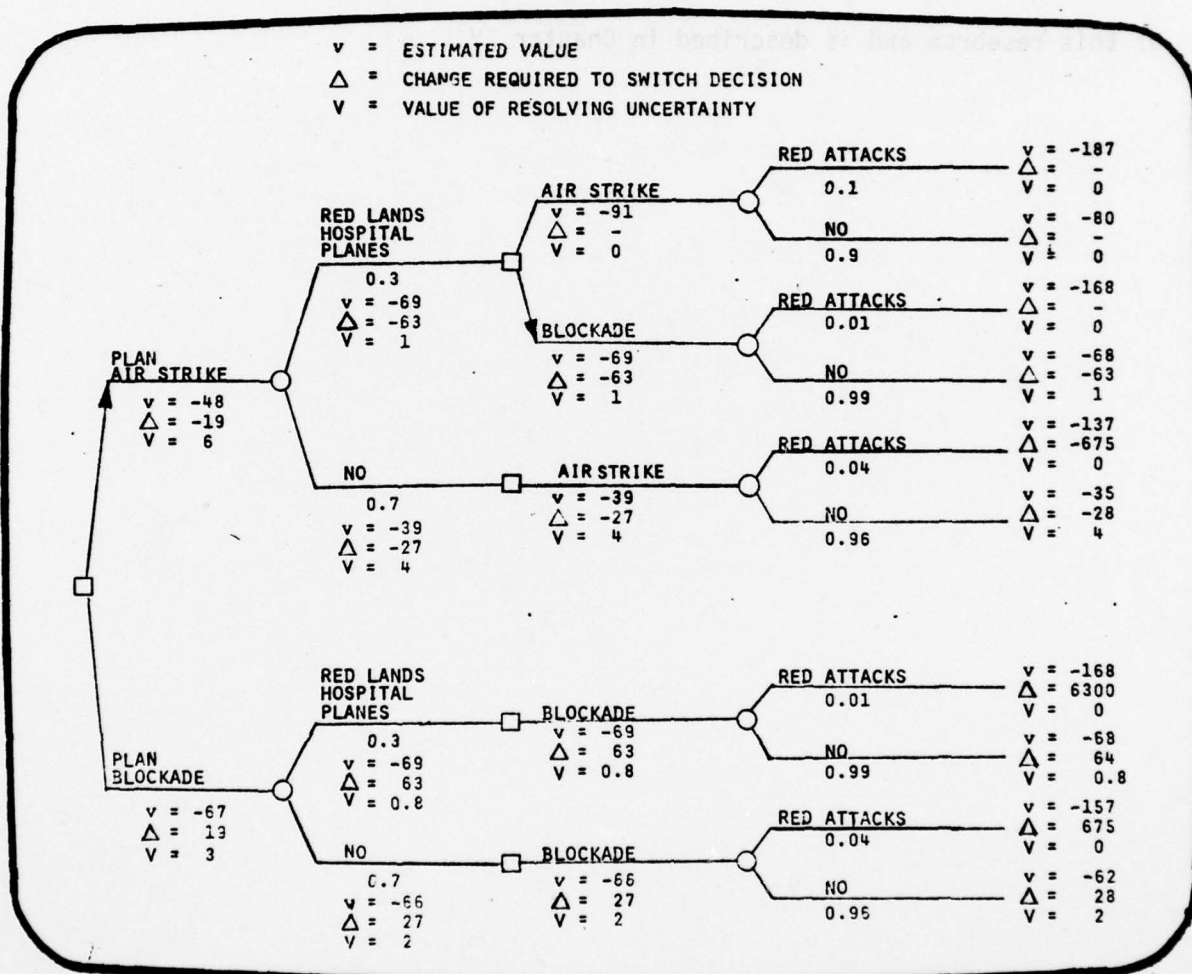 of this research and is described in Chapter V.
v = ESTIMATED VALUE
Δ = CHANGE REQUIRED TO SWITCH DECISION
V = VALUE OF RESOLVING UNCERTAINTY
RED ATTACKS
0.1
v = -187
Δ = -
V = 0
AIR STRIKE
v = -91
Δ = -
V = 0
NO
0.9
v = -80
Δ = -
V = 0
RED LANDS
HOSPITAL
PLANES
0.3
v = -69
Δ = -63
V = 1
RED ATTACKS
0.01
v = -168
Δ = -
V = 0
BLOCKADE
v = -69
Δ = -63
V = 1
NO
0.99
v = -68
Δ = -63
V = 1
PLAN
AIR STRIKE
v = -48
Δ = -19
V = 6
RED ATTACKS
0.04
v = -137
Δ = -675
V = 0
NO
0.7
v = -39
Δ = -27
V = 4
AIR STRIKE
v = -39
Δ = -27
V = 4
NO
0.96
v = -35
Δ = -28
V = 4
RED LANDS
HOSPITAL
PLANES
0.3
v = -69
Δ = 63
V = 0.8
RED ATTACKS
0.01
v = -168
Δ = 6300
V = 0
BLOCKADE
v = -69
Δ = 63
V = 0.8
NO
0.99
v = -68
Δ = 64
V = 0.8
PLAN
BLOCKADE
v = -67
Δ = 19
V = 3
RED ATTACKS
0.04
v = -157
Δ = 675
V = 0
NO
0.7
v = -66
Δ = 27
V = 2
BLOCKADE
v = -66
Δ = 27
V = 2
NO
0.96
v = -62
Δ = 28
V = 2